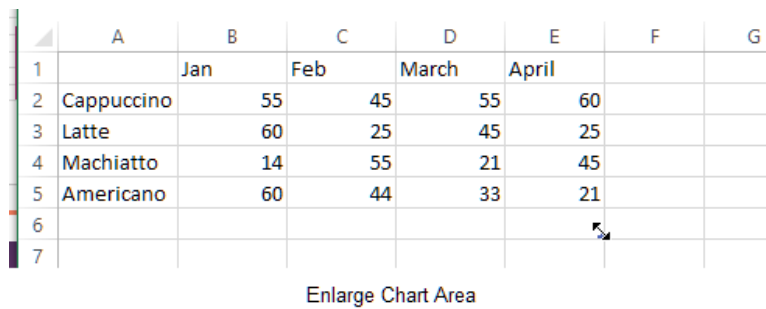 A B C D E F G
1 Jan Feb March April
2 Cappuccino 55 45 55 60
3 Latte 60 25 45 25
4 Machiatto 14 55 21 45
5 Americano 60 44 33 21
6
7
Enlarge Chart Area